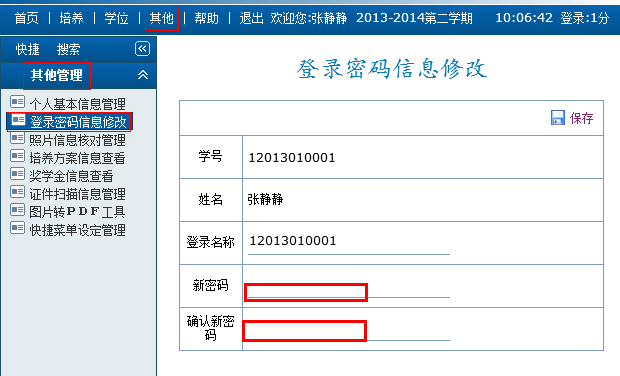 首页 | 培养 | 学位 | 其他 | 帮助 | 退出 欢迎您:张静静 2013-2014第二学期 10:06:42 登录:1分
快捷 搜索
其他管理
个人基本信息管理
登录密码信息修改
照片信息核对管理
培养方案信息查看
奖学金信息查看
证件扫描信息管理
图片转ＰＤＦ工具
快捷菜单设定管理
登录密码信息修改
保存
学号 12013010001
姓名 张静静
登录名称 12013010001
新密码
确认新密
码